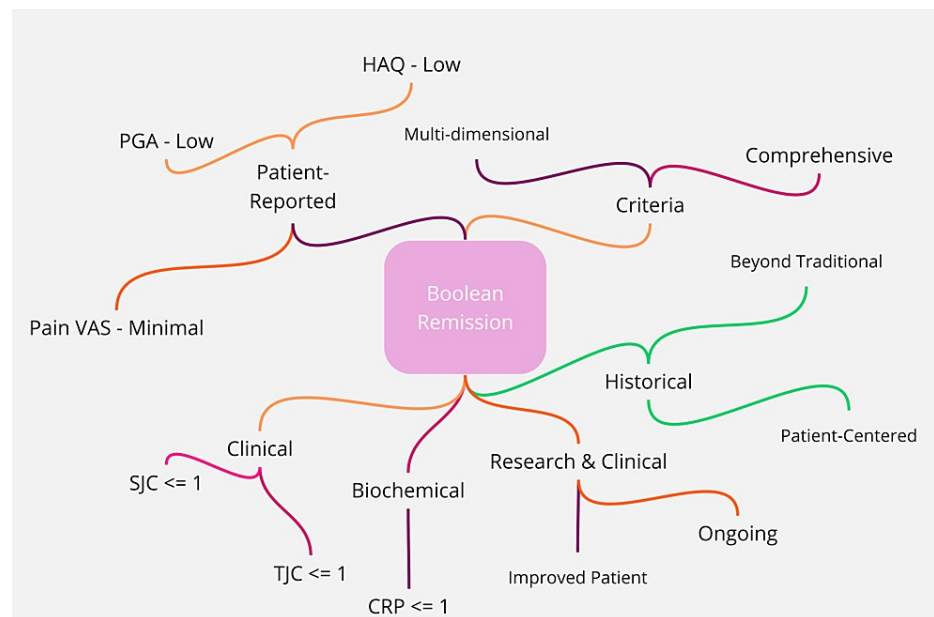 HAQ - Low
Multi-dimensional
PGA - Low
Comprehensive
Patient-
Reported
Criteria
Beyond Traditional
Boolean
Remission
Pain VAS - Minimal
Historical
Patient-Centered
Clinical
Research & Clinical
SJC <= 1
Biochemical
Ongoing
TJC <= 1
Improved Patient
CRP <= 1